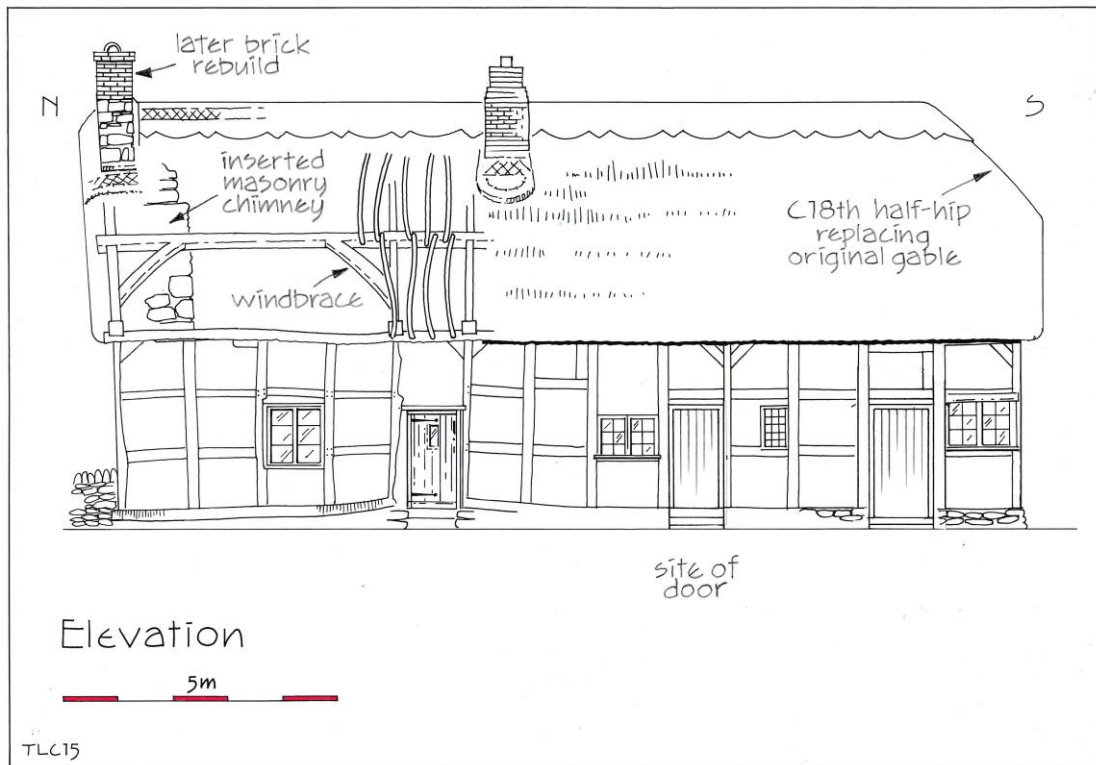 later brick
rebuild
N
S
inserted
masonry
chimney
C18th half-hip
replacing
original gable
windbrace
site of
door
Elevation
5m
TLC15